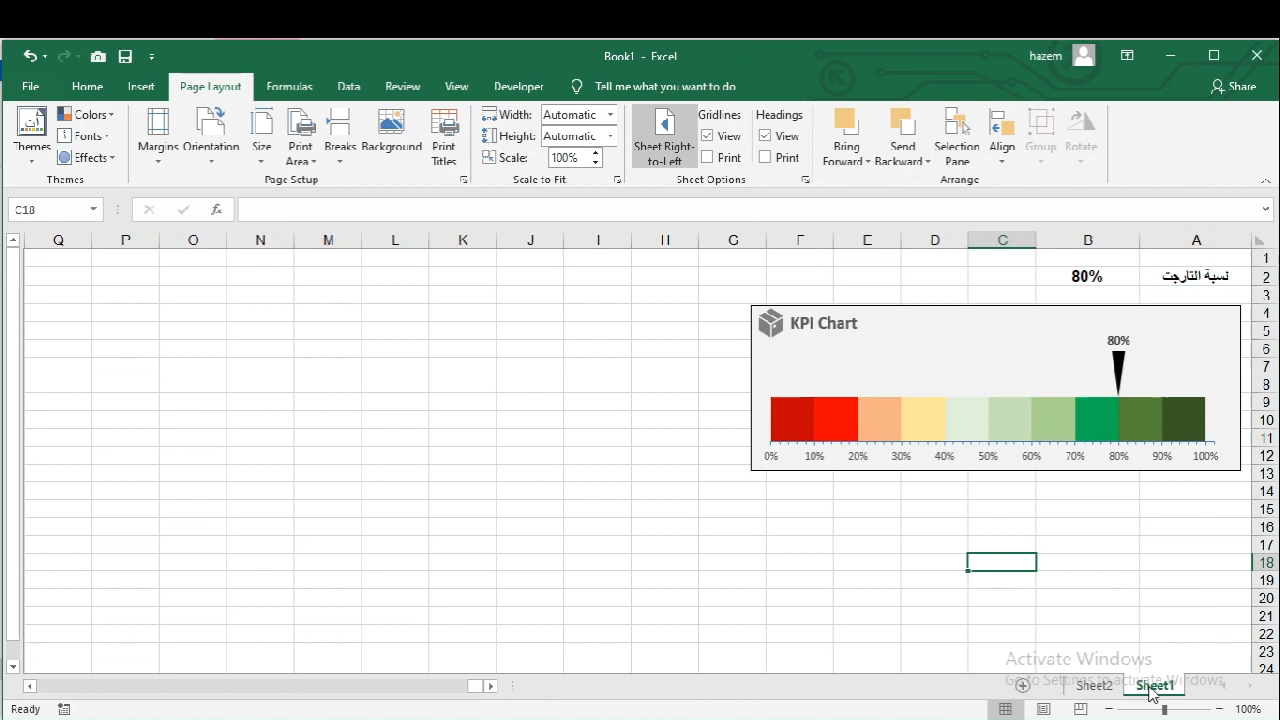 Book1 - Excel
hazem
File Home Insert Page Layout Formulas Data Review View Developer Tell me what you want to do Share
Themes
Colors
Fonts
Effects
Themes
Margins Orientation Size Print Area Breaks Background Print Titles
Page Setup
Width: Automatic
Height: Automatic
Scale: 100%
Scale to Fit
Sheet Right-to-Left
Gridlines Headings
View View
Print Print
Sheet Options
Bring Forward Send Backward Selection Pane Align Group Rotate
Arrange
C18
fx
Q P O N M L K J I H G F E D C B A
1
80% نسبة التارجت 2
3
4
5
6
7
8
9
10
11
12
13
14
15
16
17
18
19
20
21
22
23
24
KPI Chart
80%
0% 10% 20% 30% 40% 50% 60% 70% 80% 90% 100%
Activate Windows
Go to Settings to activate Windows.
Sheet2 Sheet1
Ready
100%